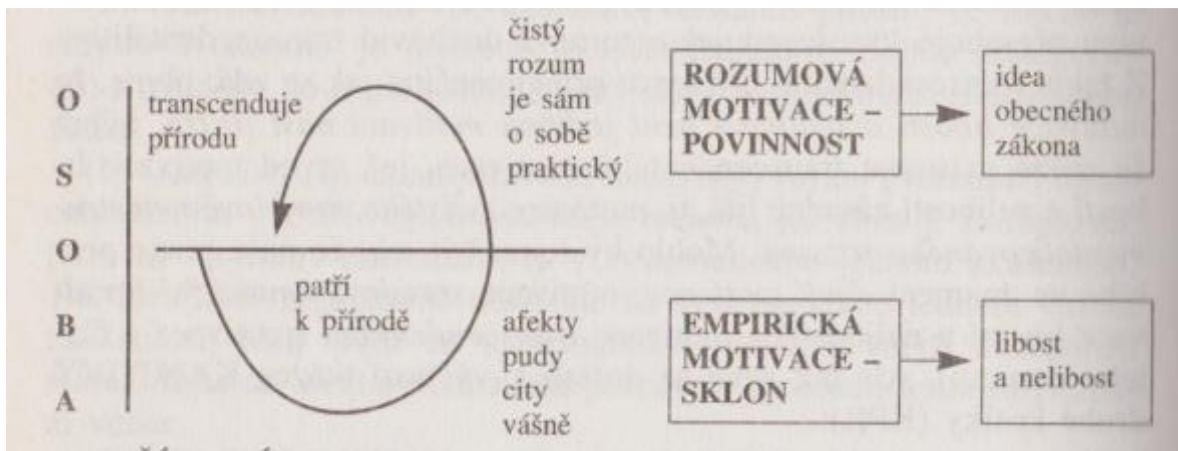 O
S
O
B
A
transcenduje
přírodu
patří
k přírodě
čistý
rozum
je sám
o sobě
praktický
afekty
pudy
city
vášně
ROZUMOVÁ
MOTIVACE –
POVINNOST
idea
obecného
zákona
EMPIRICKÁ
MOTIVACE –
SKLON
libost
a nelibost